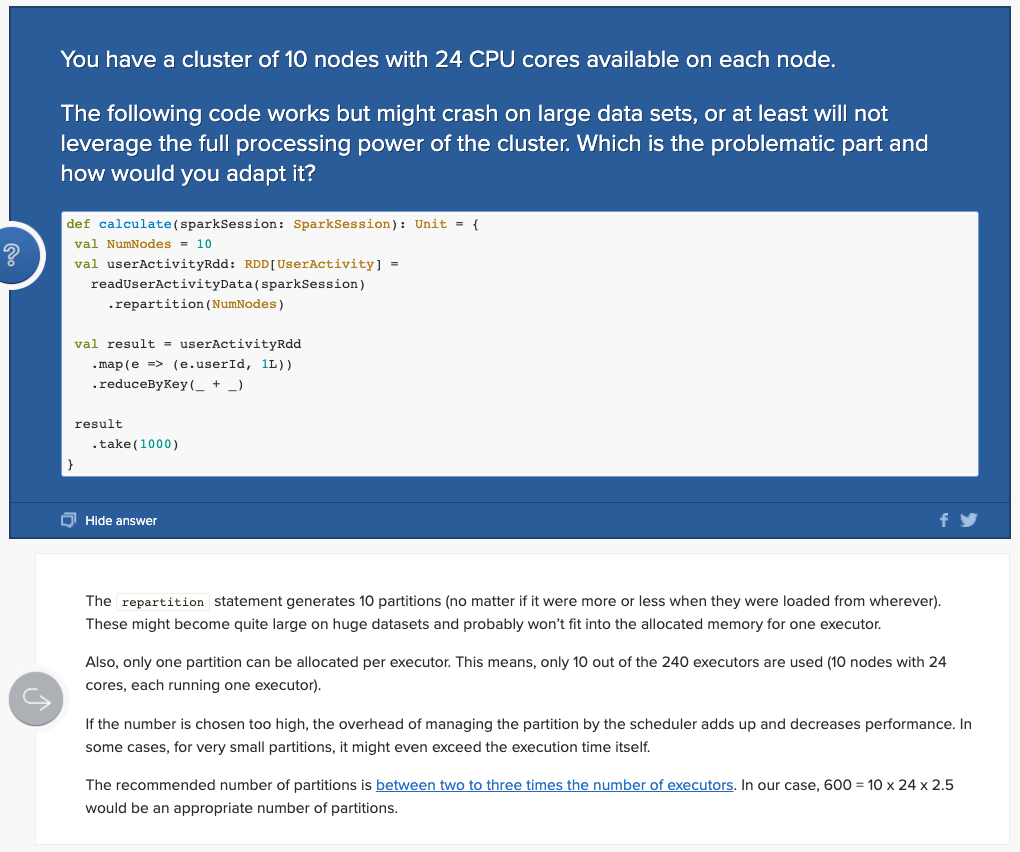 You have a cluster of 10 nodes with 24 CPU cores available on each node.
The following code works but might crash on large data sets, or at least will not
leverage the full processing power of the cluster. Which is the problematic part and
how would you adapt it?
?
def calculate(sparkSession: SparkSession): Unit = {
 val NumNodes = 10
 val userActivityRdd: RDD[UserActivity] =
   readUserActivityData(sparkSession)
     .repartition(NumNodes)
 val result = userActivityRdd
   .map(e => (e.userId, 1L))
   .reduceByKey(_ + _)
 result
   .take(1000)
}
Hide answer
The repartition statement generates 10 partitions (no matter if it were more or less when they were loaded from wherever).
These might become quite large on huge datasets and probably won’t fit into the allocated memory for one executor.
Also, only one partition can be allocated per executor. This means, only 10 out of the 240 executors are used (10 nodes with 24
cores, each running one executor).
If the number is chosen too high, the overhead of managing the partition by the scheduler adds up and decreases performance. In
some cases, for very small partitions, it might even exceed the execution time itself.
The recommended number of partitions is between two to three times the number of executors. In our case, 600 = 10 x 24 x 2.5
would be an appropriate number of partitions.